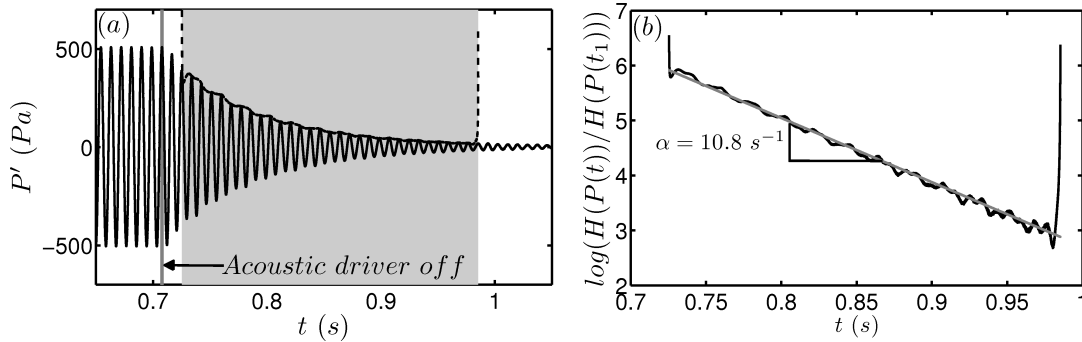 (a)
500
0
−500
P′ (Pa)
Acoustic driver off
0.7
0.8
0.9
1
t (s)
(b)
7
6
5
4
3
2
log(H(P(t))/H(P(t₁)))
α = 10.8 s⁻¹
0.7
0.75
0.8
0.85
0.9
0.95
t (s)